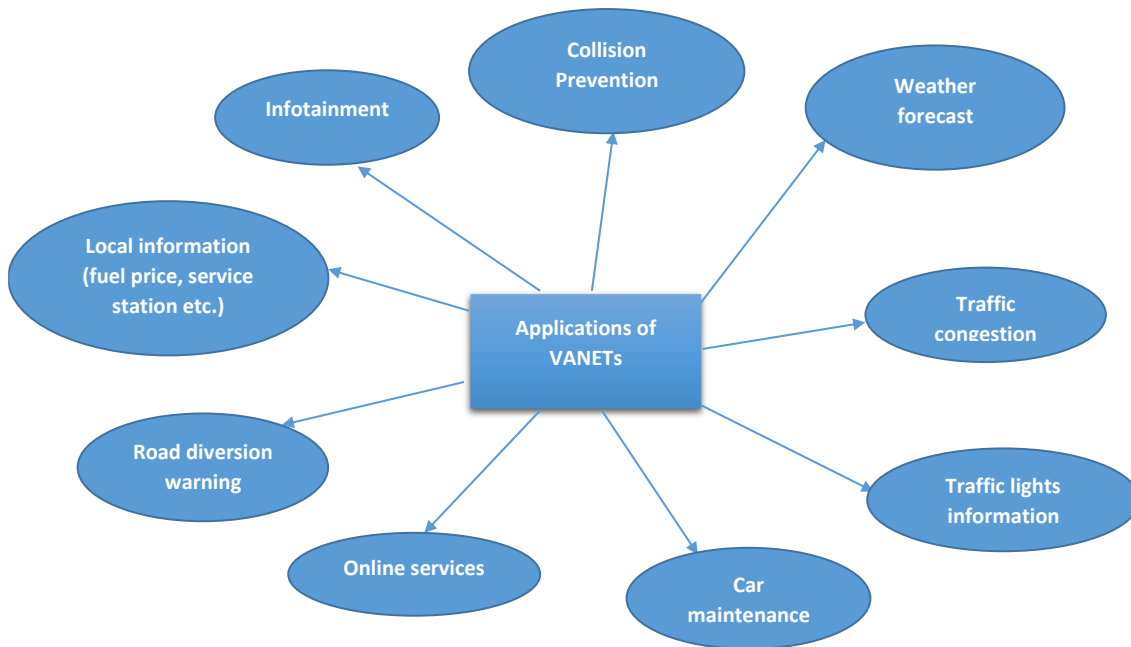 Collision
Prevention
Weather
forecast
Infotainment
Local information
(fuel price, service
station etc.)
Applications of
VANETs
Traffic
congestion
Road diversion
warning
Traffic lights
information
Online services
Car
maintenance